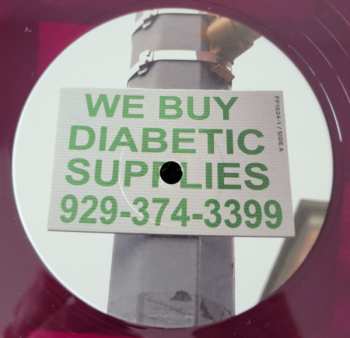 WE BUY
DIABETIC
SUPPLIES
929-374-3399